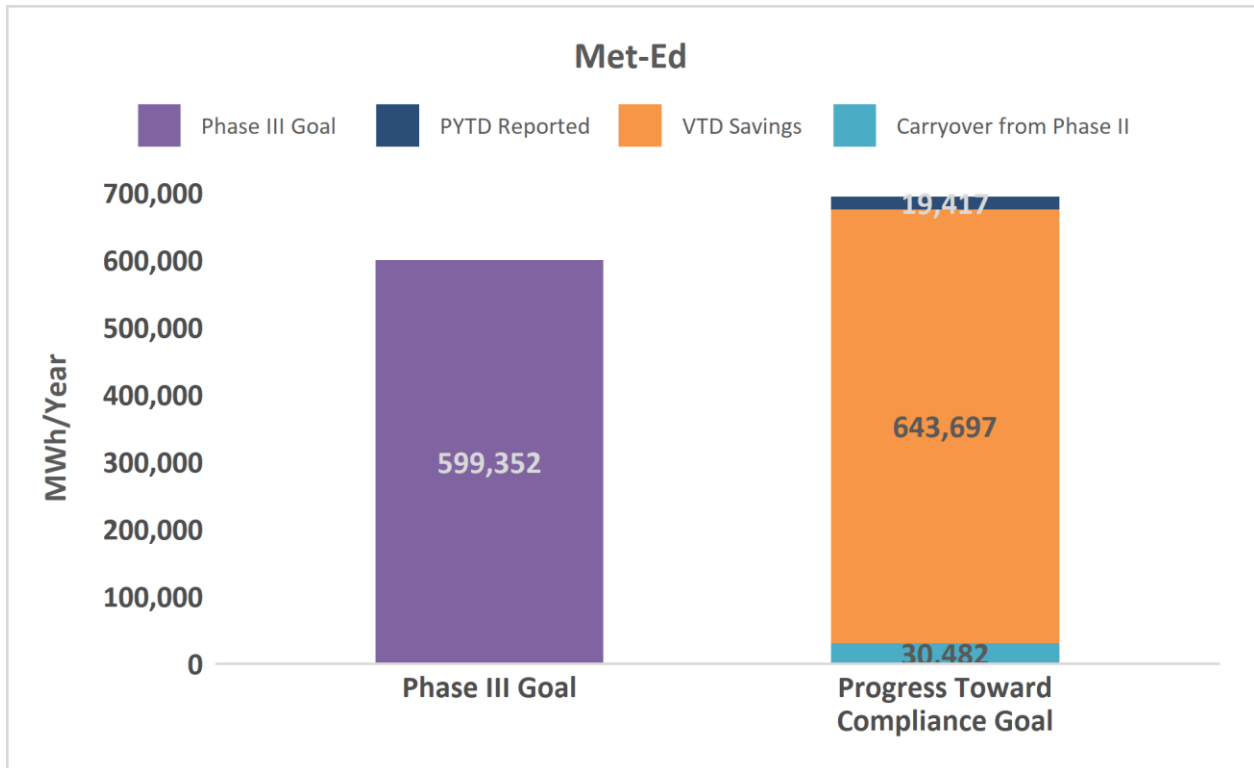 Met-Ed
Phase III Goal PYTD Reported VTD Savings Carryover from Phase II
700,000
600,000
500,000
400,000
300,000
200,000
100,000
0
MWh/Year
599,352
19,417
643,697
30,482
Phase III Goal
Progress Toward
Compliance Goal